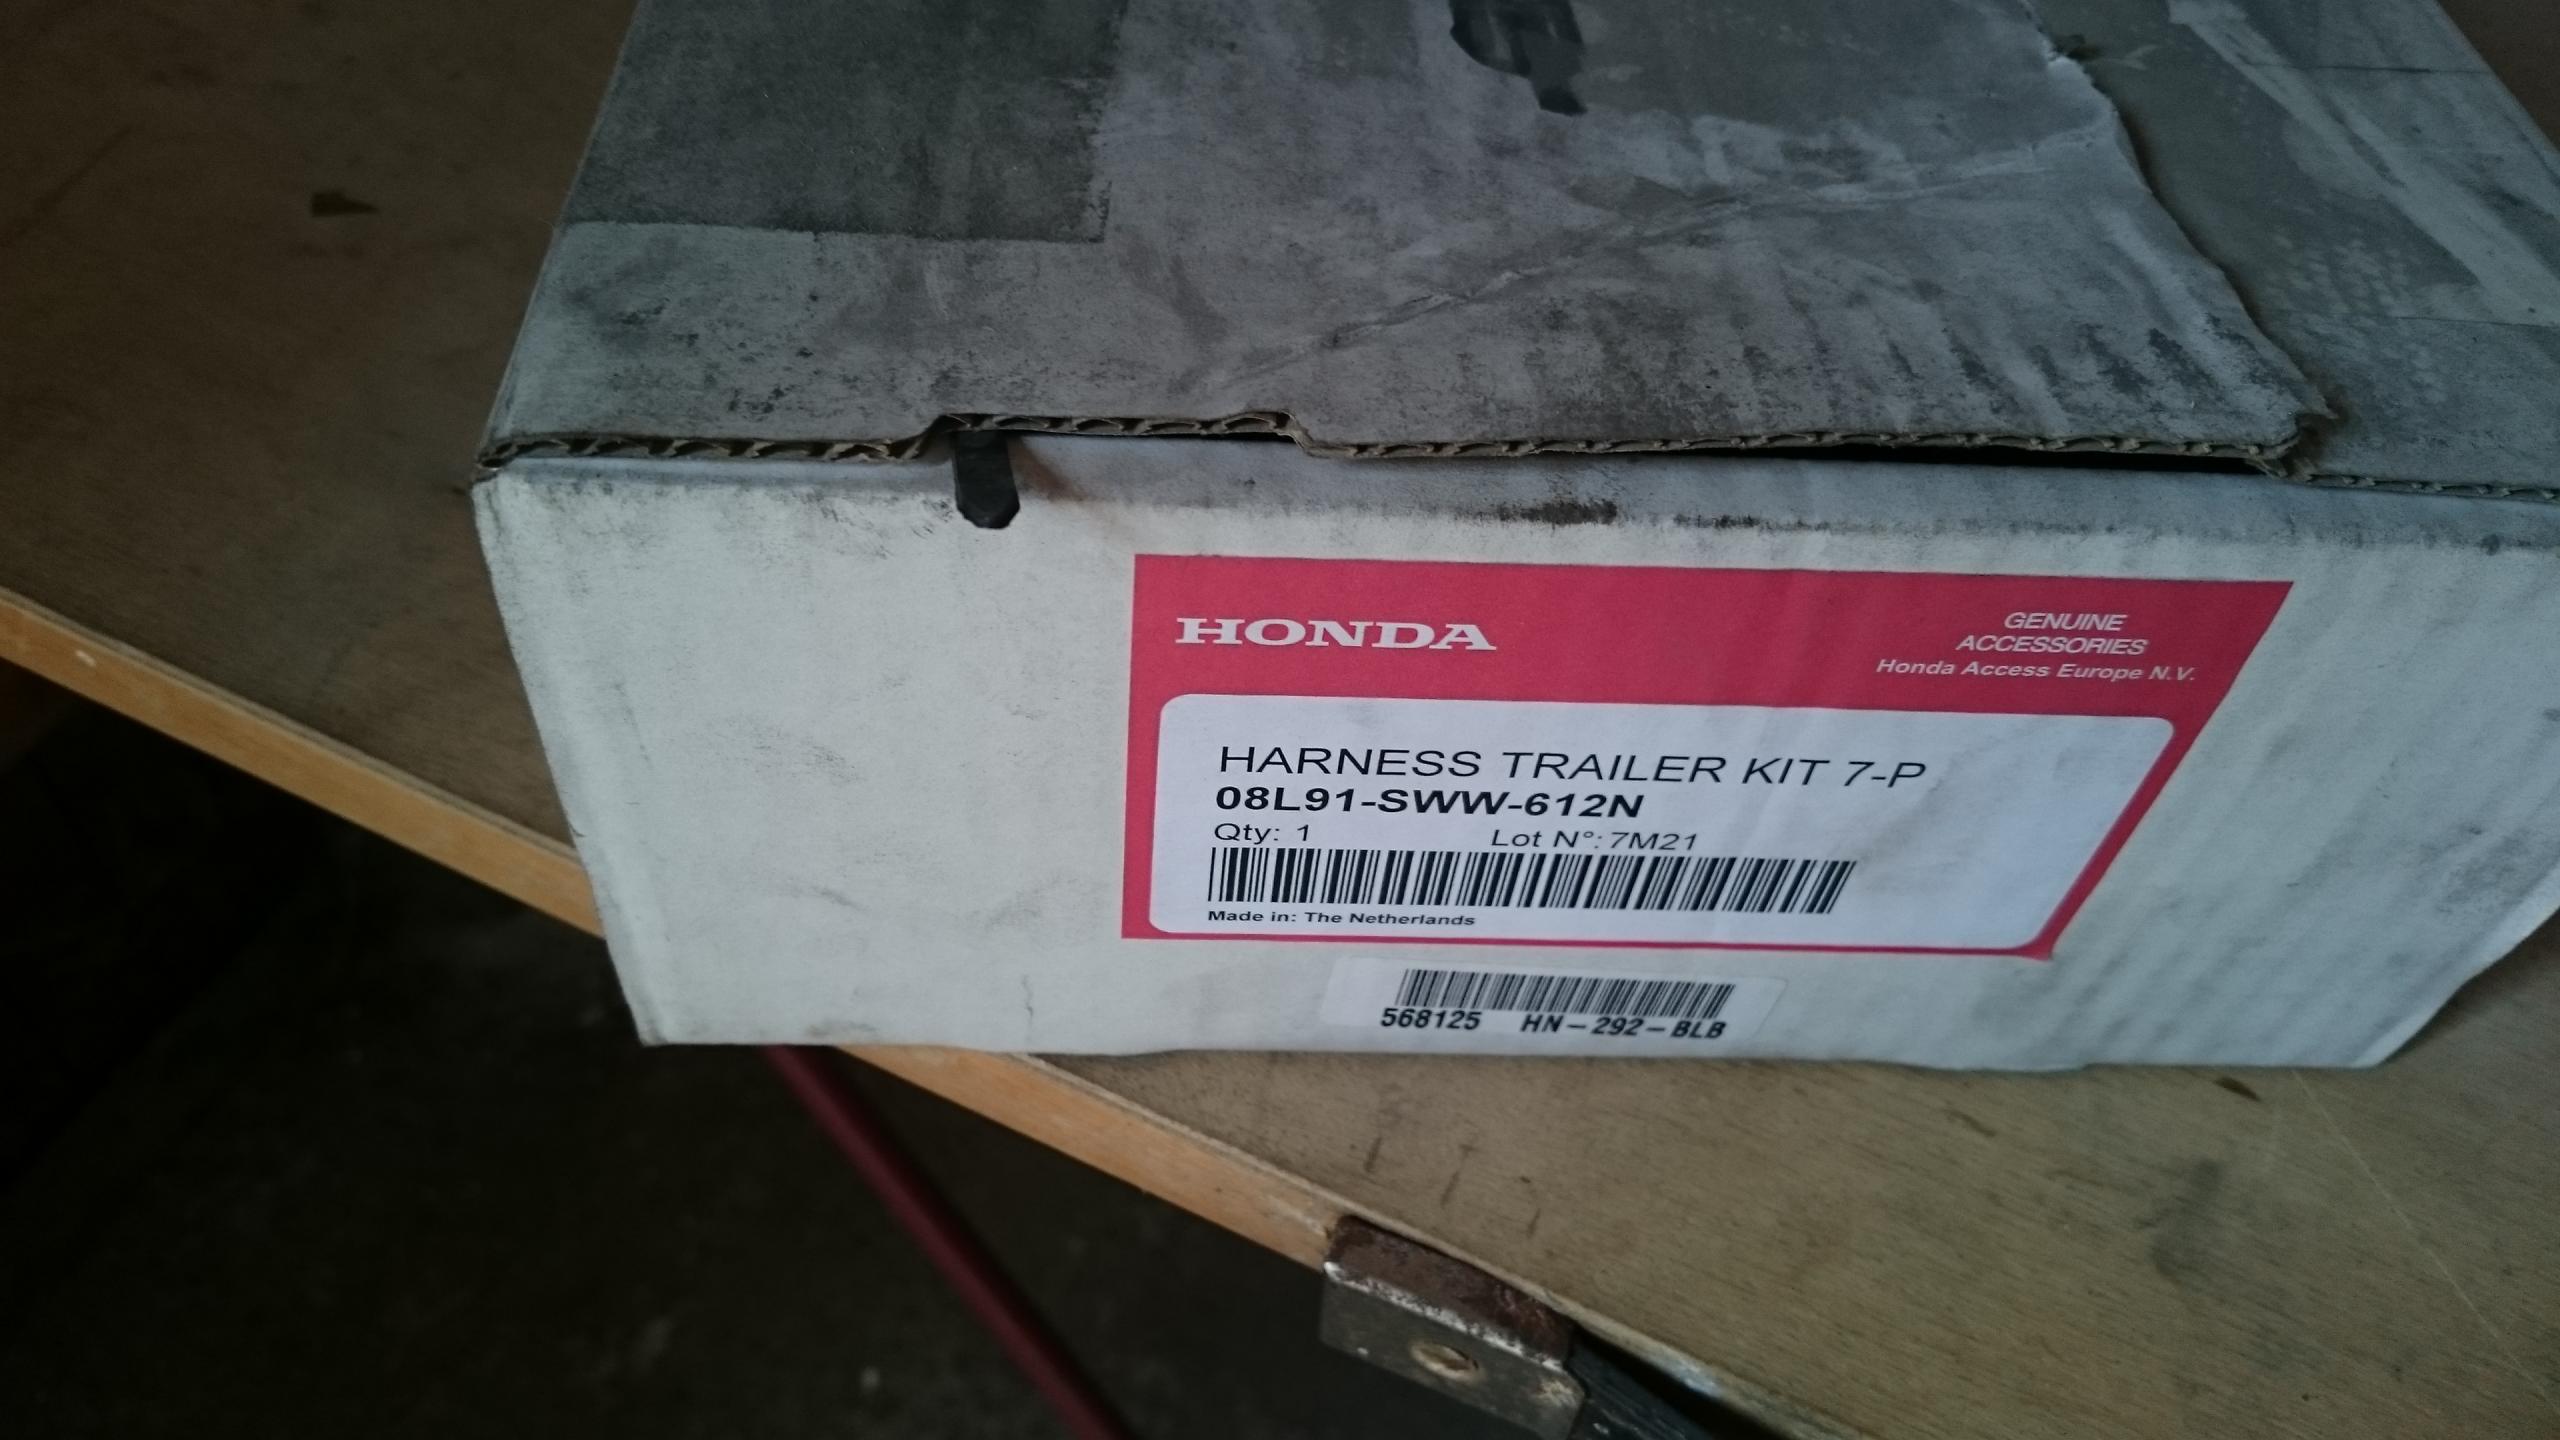 HONDA
GENUINE
ACCESSORIES
Honda Access Europe N.V.
HARNESS TRAILER KIT 7-P
08L91-SWW-612N
Qty: 1 Lot N°: 7M21
Made in: The Netherlands
568125 HN-292-BLB